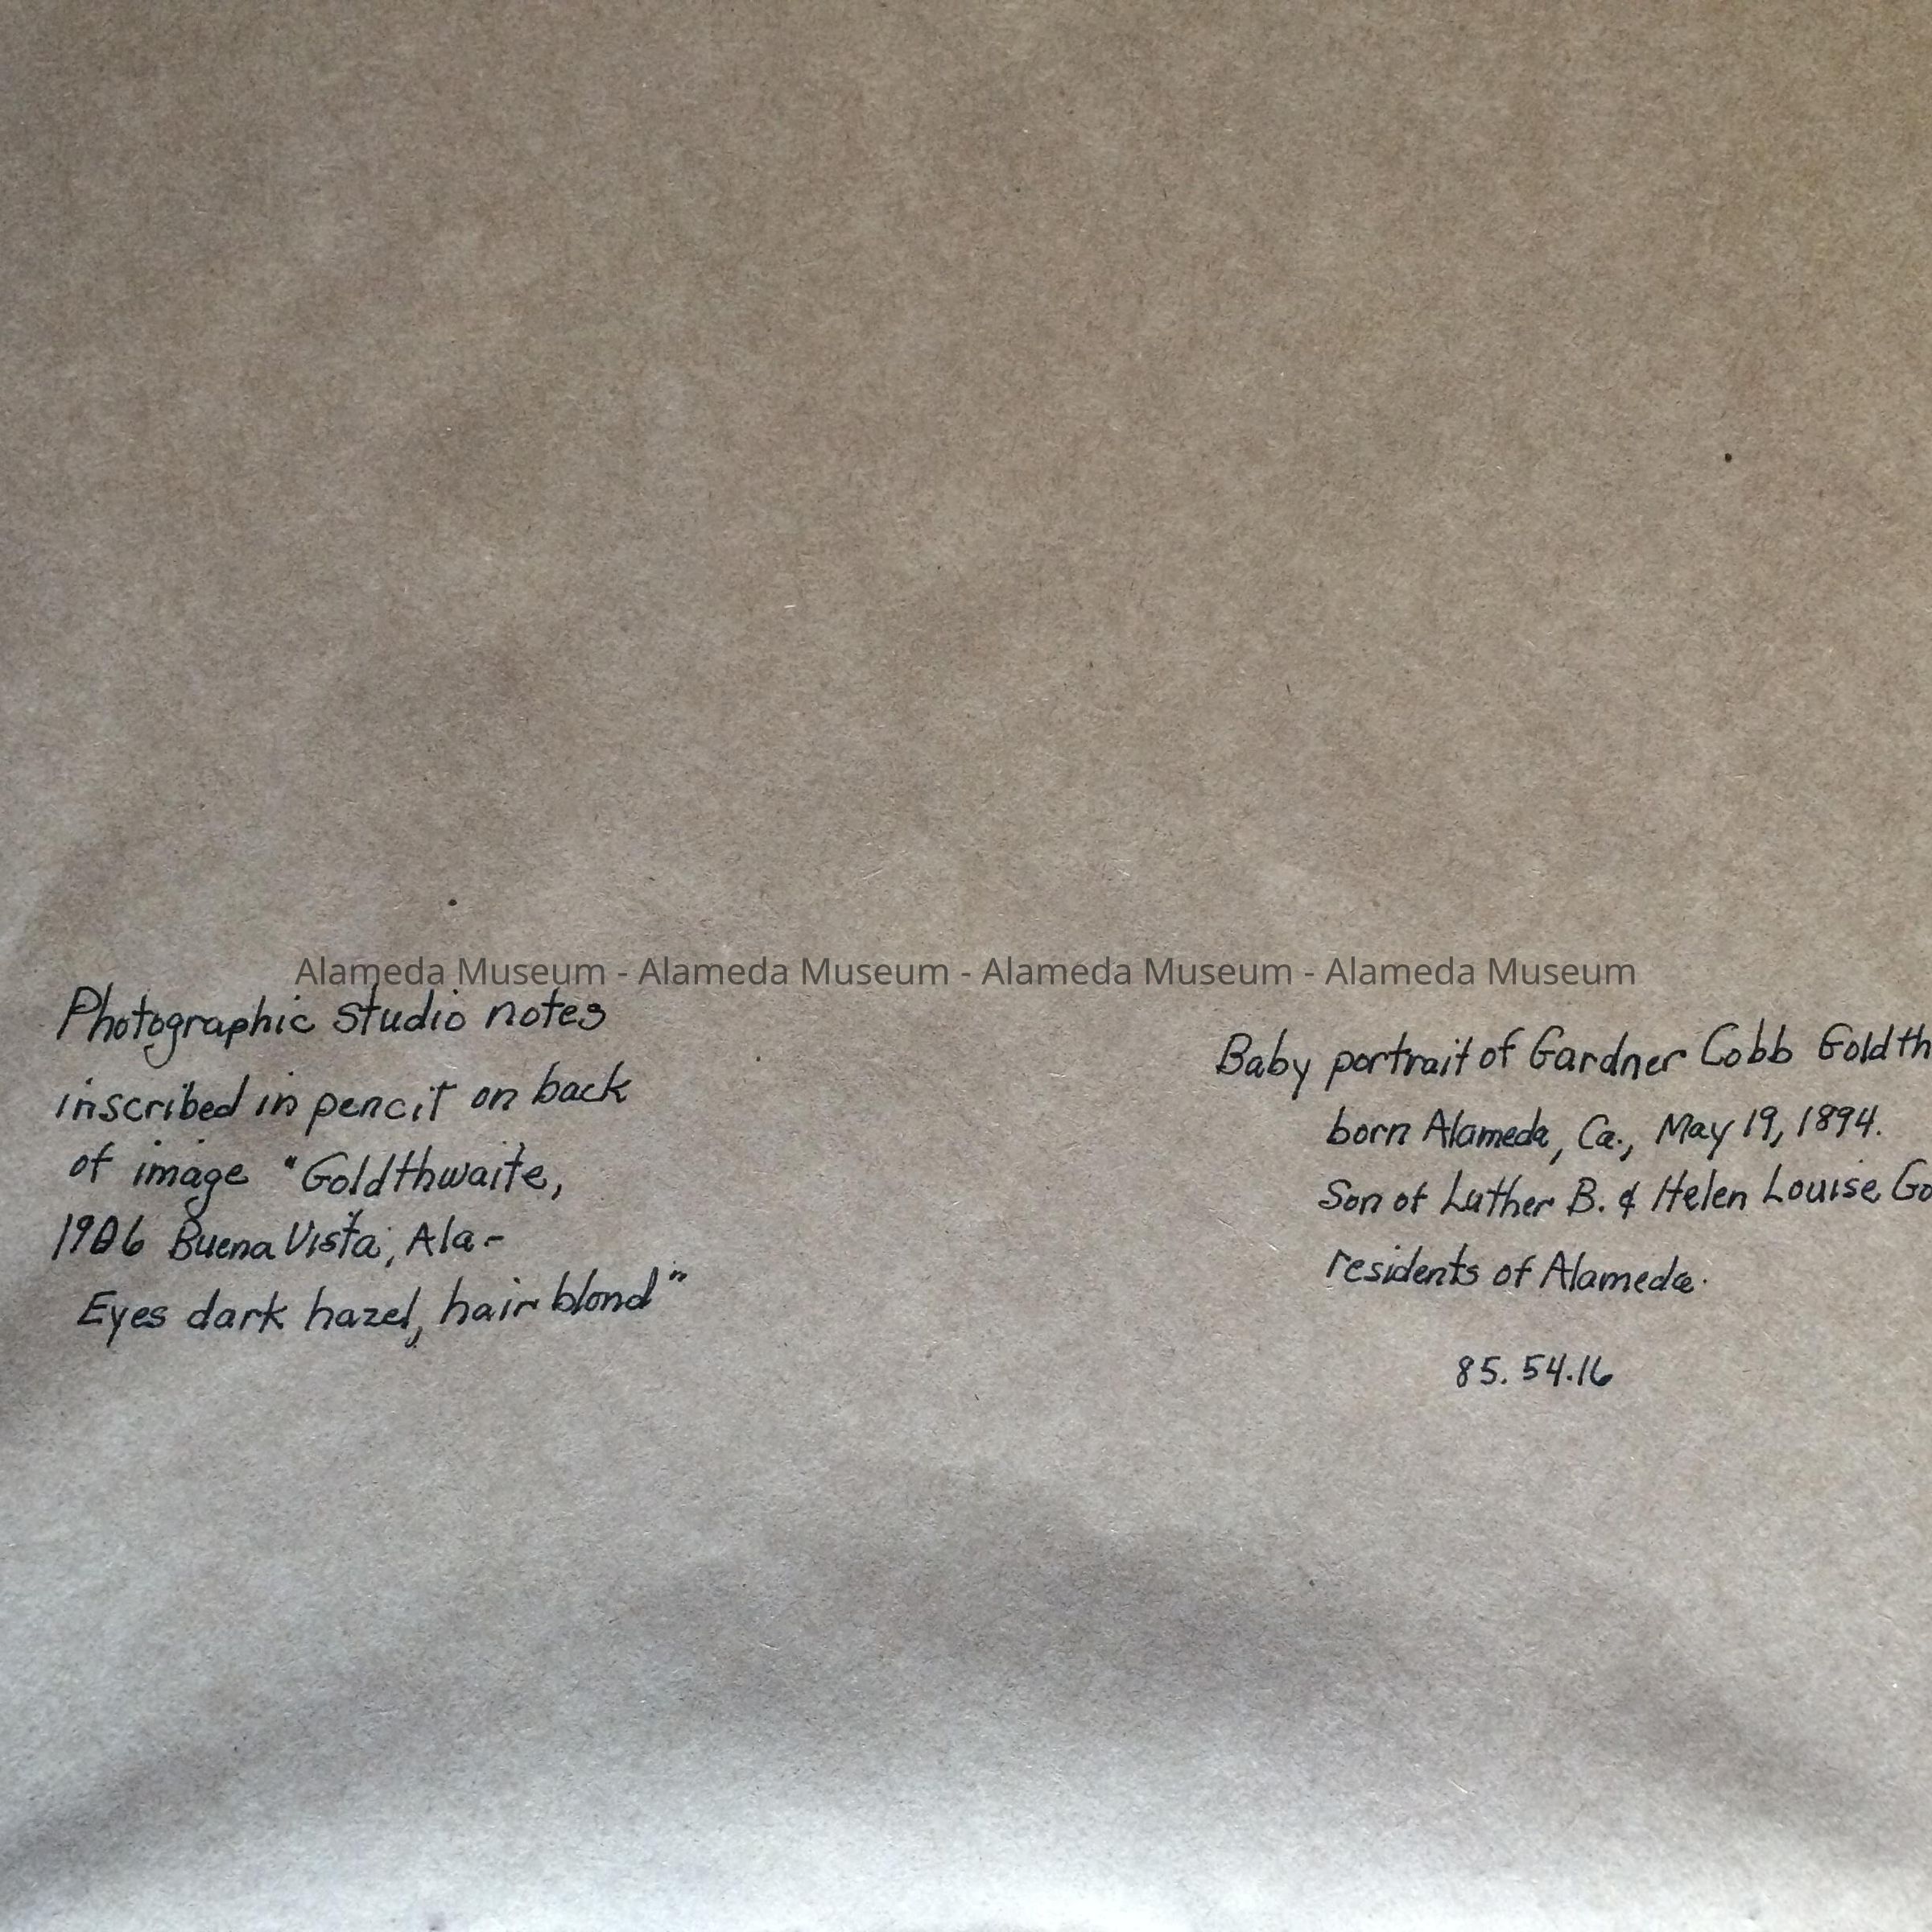 Alameda Museum - Alameda Museum - Alameda Museum - Alameda Museum
Photographic studio notes
inscribed in pencil on back
of image "Goldthwaite,
1906 Buena Vista, Ala-
Eyes dark hazel, hair blond"
Baby portrait of Gardner Cobb Goldth
born Alameda, Ca., May 19, 1894.
Son of Luther B. & Helen Louise Go
residents of Alameda.
85.54.16